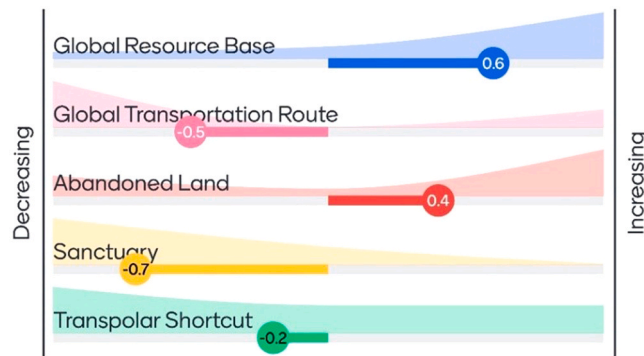 Decreasing
Global Resource Base
0.6
Global Transportation Route
-0.5
Abandoned Land
0.4
Sanctuary
-0.7
Transpolar Shortcut
-0.2
Increasing